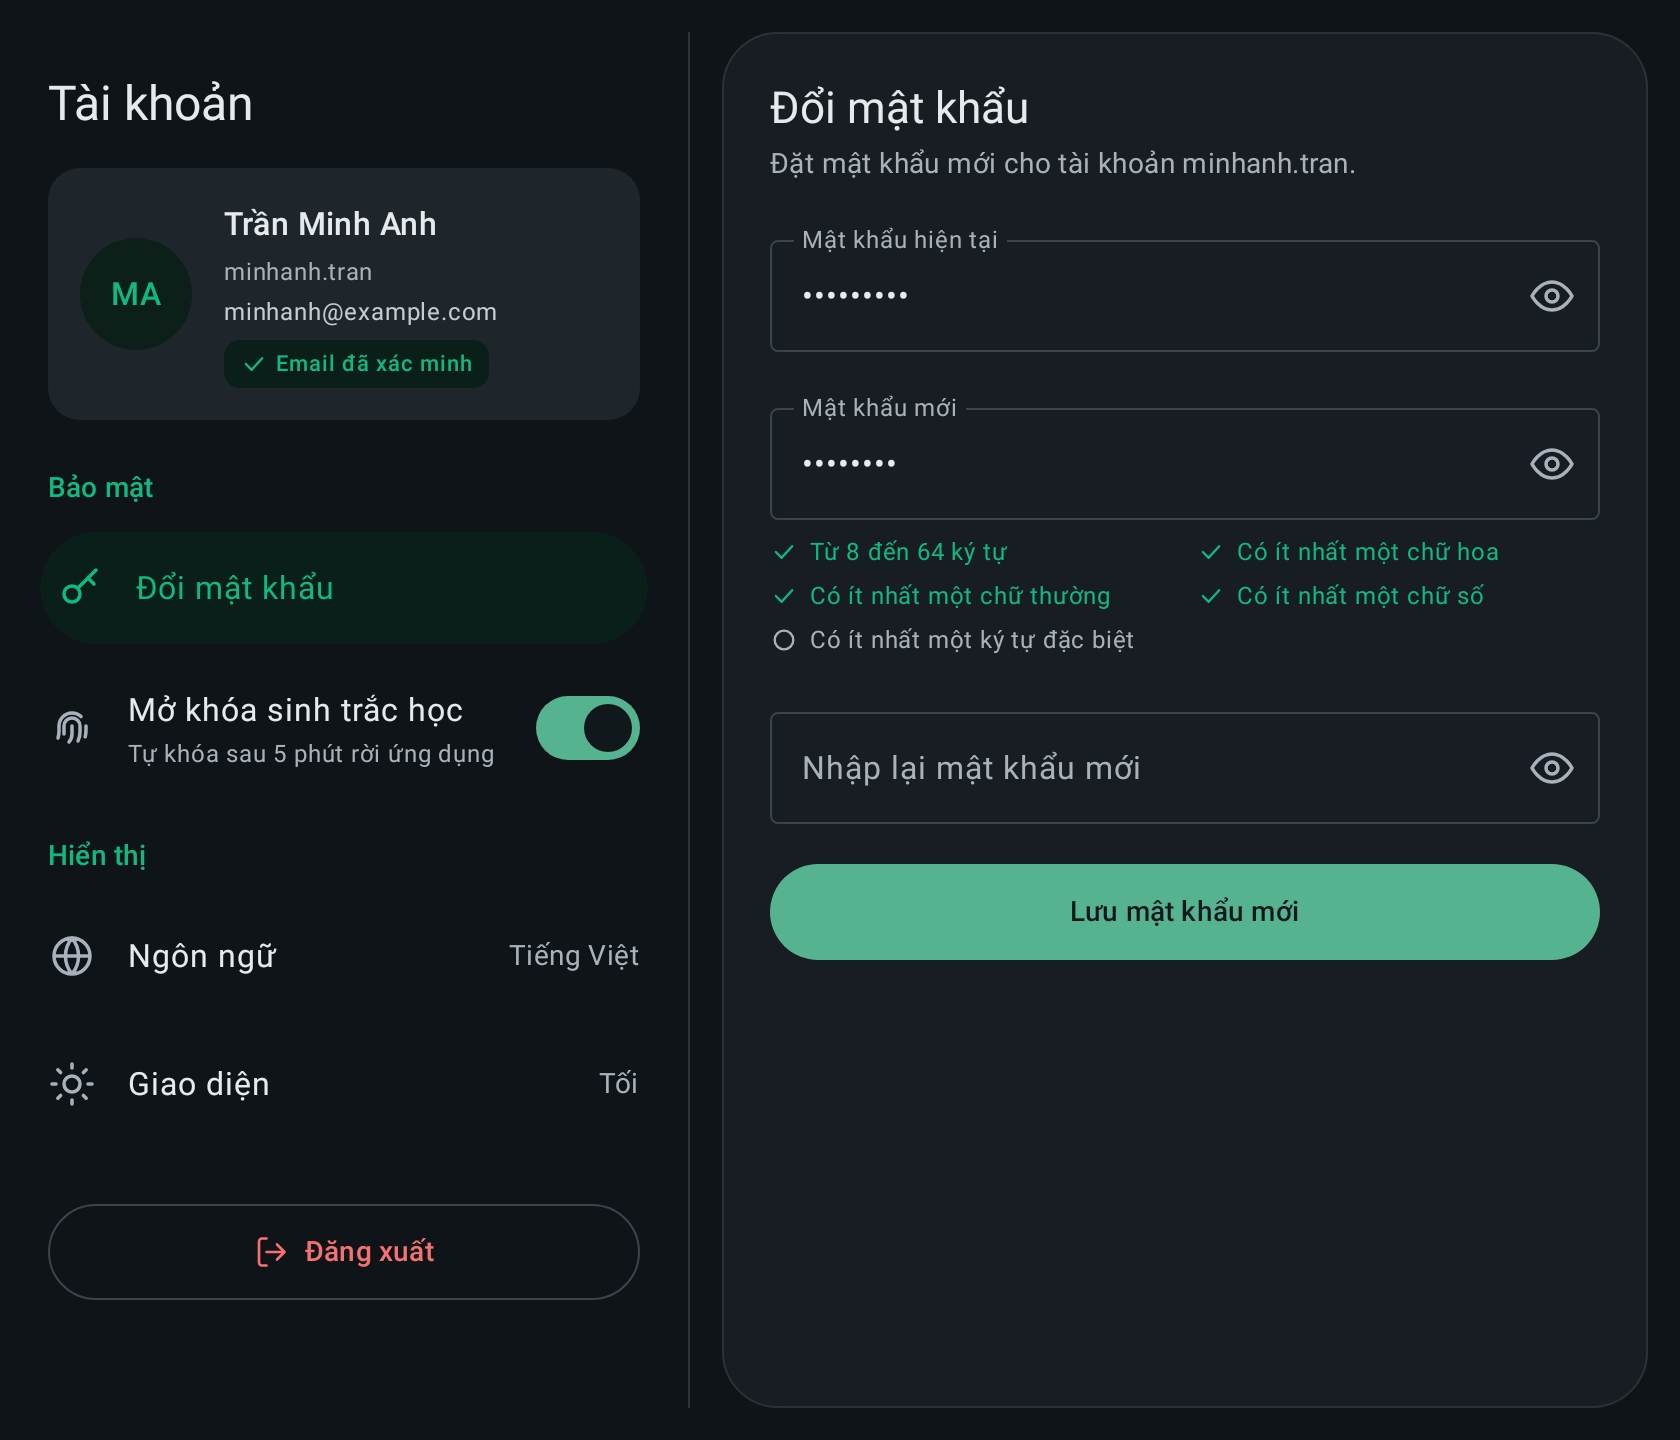 Tài khoản
MA
Trần Minh Anh
minhanh.tran
minhanh@example.com
Email đã xác minh
Bảo mật
Đổi mật khẩu
Mở khóa sinh trắc học
Tự khóa sau 5 phút rời ứng dụng
Hiển thị
Ngôn ngữ
Tiếng Việt
Giao diện
Tối
Đăng xuất
Đổi mật khẩu
Đặt mật khẩu mới cho tài khoản minhanh.tran.
Mật khẩu hiện tại
•••••••••
Mật khẩu mới
••••••••
Từ 8 đến 64 ký tự
Có ít nhất một chữ hoa
Có ít nhất một chữ thường
Có ít nhất một chữ số
Có ít nhất một ký tự đặc biệt
Nhập lại mật khẩu mới
Lưu mật khẩu mới